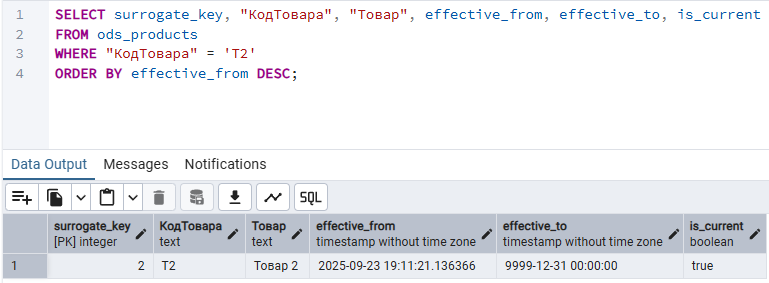 1 SELECT surrogate_key, "КодТовара", "Товар", effective_from, effective_to, is_current
2 FROM ods_products
3 WHERE "КодТовара" = 'Т2'
4 ORDER BY effective_from DESC;
Data Output Messages Notifications
SQL
surrogate_key КодТовара Товар effective_from effective_to is_current
[PK] integer text text timestamp without time zone timestamp without time zone boolean
1 2 Т2 Товар 2 2025-09-23 19:11:21.136366 9999-12-31 00:00:00 true